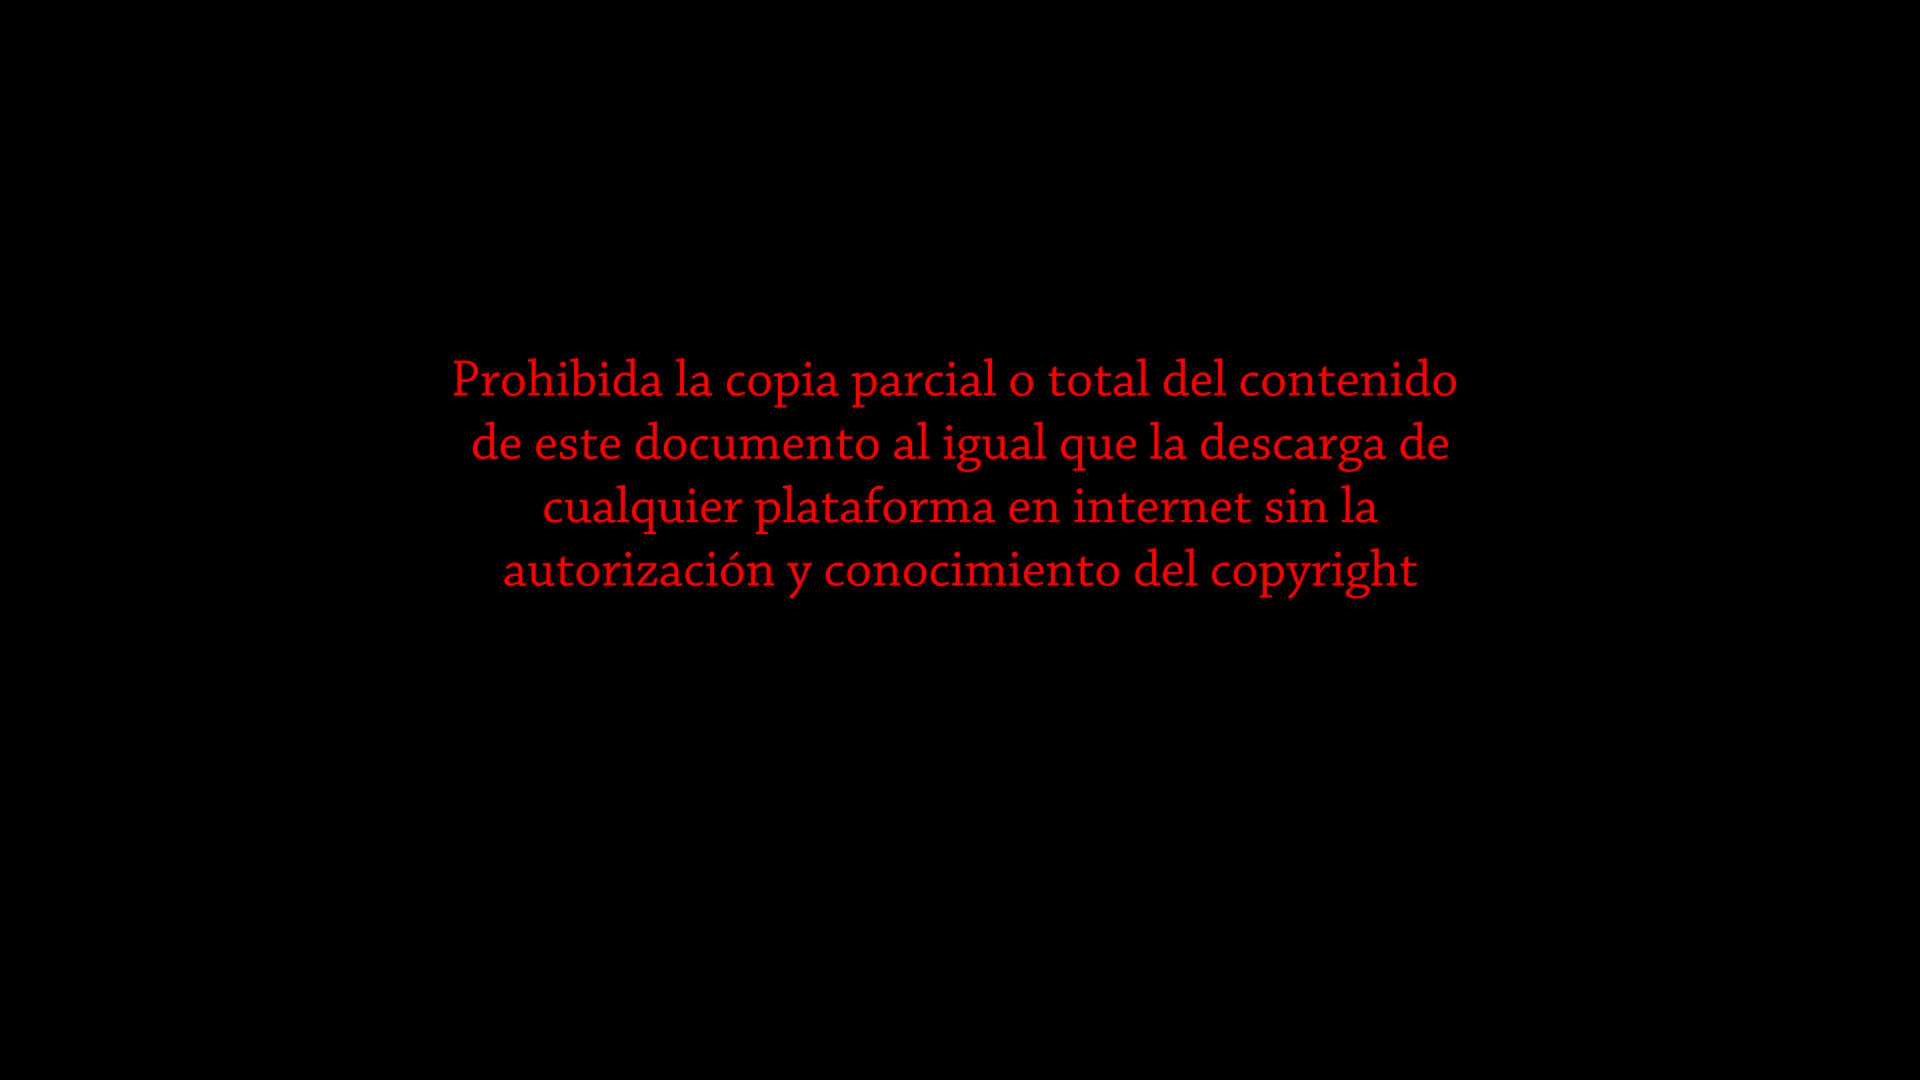 Prohibida la copia parcial o total del contenido
de este documento al igual que la descarga de
cualquier plataforma en internet sin la
autorización y conocimiento del copyright